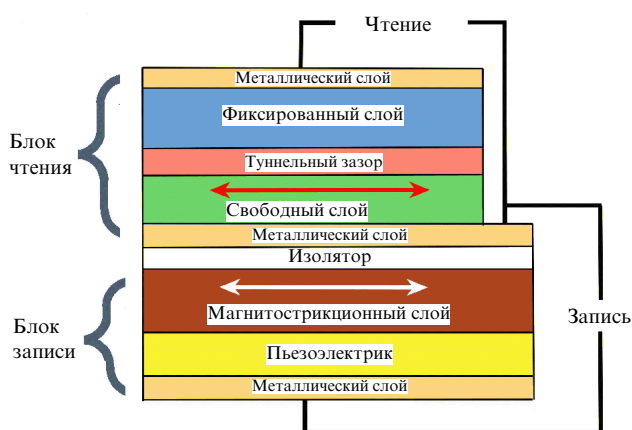 Чтение
Металлический слой
Фиксированный слой
Блок
чтения
Туннельный зазор
Свободный слой
Металлический слой
Изолятор
Магнитострикционный слой
Запись
Блок
записи
Пьезоэлектрик
Металлический слой